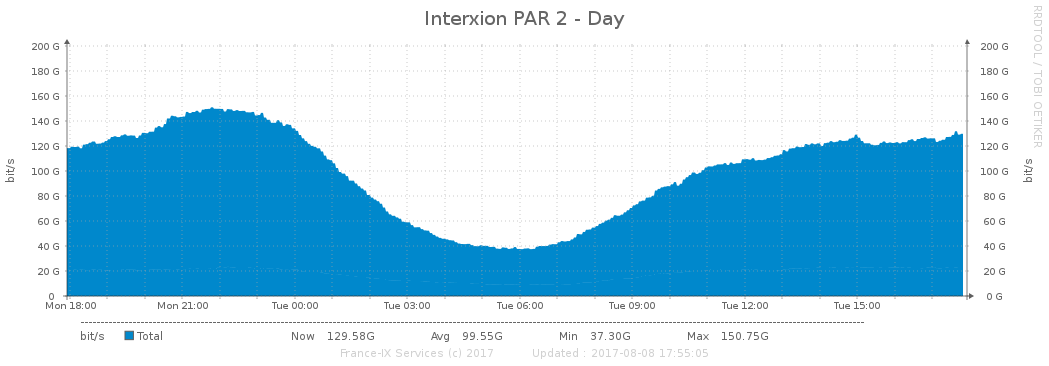 Interxion PAR 2 - Day
RRDTOOL / TOBI OETIKER
bit/s
200 G 200 G
180 G 180 G
160 G 160 G
140 G 140 G
120 G 120 G
100 G 100 G
80 G 80 G
60 G 60 G
40 G 40 G
20 G 20 G
0 0 G
bit/s
Mon 18:00 Mon 21:00 Tue 00:00 Tue 03:00 Tue 06:00 Tue 09:00 Tue 12:00 Tue 15:00
bit/s Total Now 129.58G Avg 99.55G Min 37.30G Max 150.75G
France-IX Services (c) 2017 Updated : 2017-08-08 17:55:05